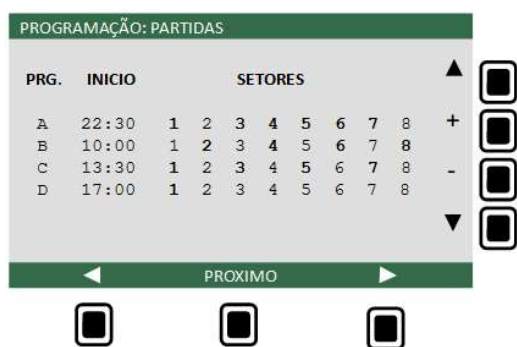 PROGRAMAÇÃO: PARTIDAS
PRG. INICIO SETORES
A 22:30 1 2 3 4 5 6 7 8
B 10:00 1 2 3 4 5 6 7 8
C 13:30 1 2 3 4 5 6 7 8
D 17:00 1 2 3 4 5 6 7 8
+
-
PROXIMO